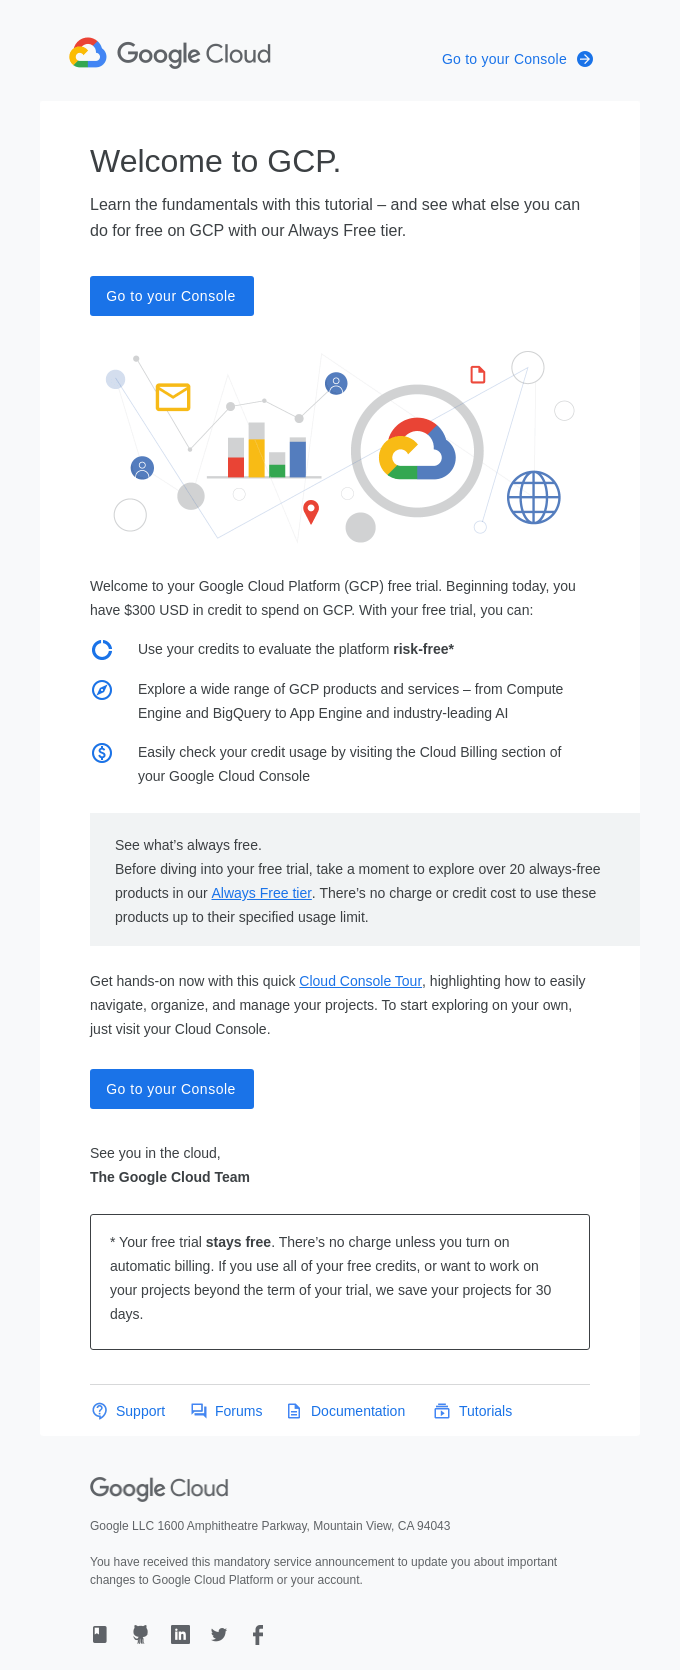 Google Cloud
Go to your Console
Welcome to GCP.
Learn the fundamentals with this tutorial – and see what else you can
do for free on GCP with our Always Free tier.
Go to your Console
Welcome to your Google Cloud Platform (GCP) free trial. Beginning today, you
have $300 USD in credit to spend on GCP. With your free trial, you can:
Use your credits to evaluate the platform risk-free*
Explore a wide range of GCP products and services – from Compute
Engine and BigQuery to App Engine and industry-leading AI
Easily check your credit usage by visiting the Cloud Billing section of
your Google Cloud Console
See what’s always free.
Before diving into your free trial, take a moment to explore over 20 always-free
products in our Always Free tier. There’s no charge or credit cost to use these
products up to their specified usage limit.
Get hands-on now with this quick Cloud Console Tour, highlighting how to easily
navigate, organize, and manage your projects. To start exploring on your own,
just visit your Cloud Console.
Go to your Console
See you in the cloud,
The Google Cloud Team
* Your free trial stays free. There’s no charge unless you turn on
automatic billing. If you use all of your free credits, or want to work on
your projects beyond the term of your trial, we save your projects for 30
days.
Support Forums Documentation Tutorials
Google Cloud
Google LLC 1600 Amphitheatre Parkway, Mountain View, CA 94043
You have received this mandatory service announcement to update you about important
changes to Google Cloud Platform or your account.